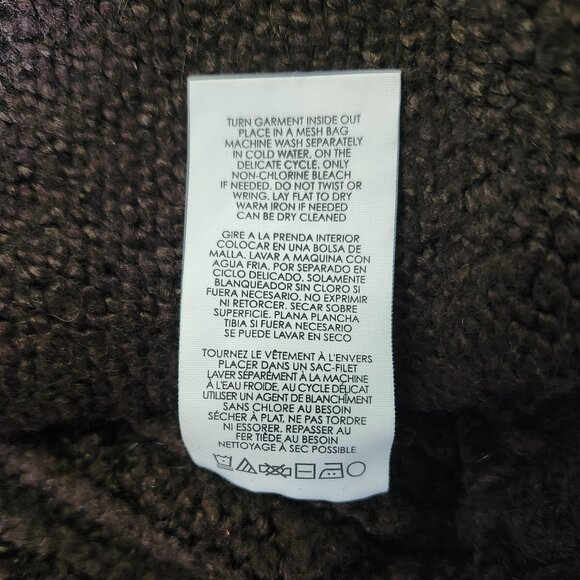 TURN GARMENT INSIDE OUT
PLACE IN A MESH BAG
MACHINE WASH SEPARATELY
IN COLD WATER, ON THE
DELICATE CYCLE. ONLY
NON-CHLORINE BLEACH
IF NEEDED. DO NOT TWIST OR
WRING. LAY FLAT TO DRY
WARM IRON IF NEEDED
CAN BE DRY CLEANED
GIRE A LA PRENDA INTERIOR
COLOCAR EN UNA BOLSA DE
MALLA. LAVAR A MAQUINA CON
AGUA FRIA, POR SEPARADO EN
CICLO DELICADO. SOLAMENTE
BLANQUEADOR SIN CLORO SI
FUERA NECESARIO. NO EXPRIMIR
NI RETORCER. SECAR SOBRE
SUPERFICIE. PLANA PLANCHA
TIBIA SI FUERA NECESARIO
SE PUEDE LAVAR EN SECO
TOURNEZ LE VÊTEMENT À L'ENVERS
PLACER DANS UN SAC-FILET
LAVER SÉPARÉMENT À LA MACHINE
À L'EAU FROIDE, AU CYCLE DÉLICAT
UTILISER UN AGENT DE BLANCHÎMENT
SANS CHLORE AU BESOIN
SÉCHER À PLAT, NE PAS TORDRE
NI ESSORER. REPASSER AU
FER TIÈDE AU BESOIN
NETTOYAGE À SEC POSSIBLE